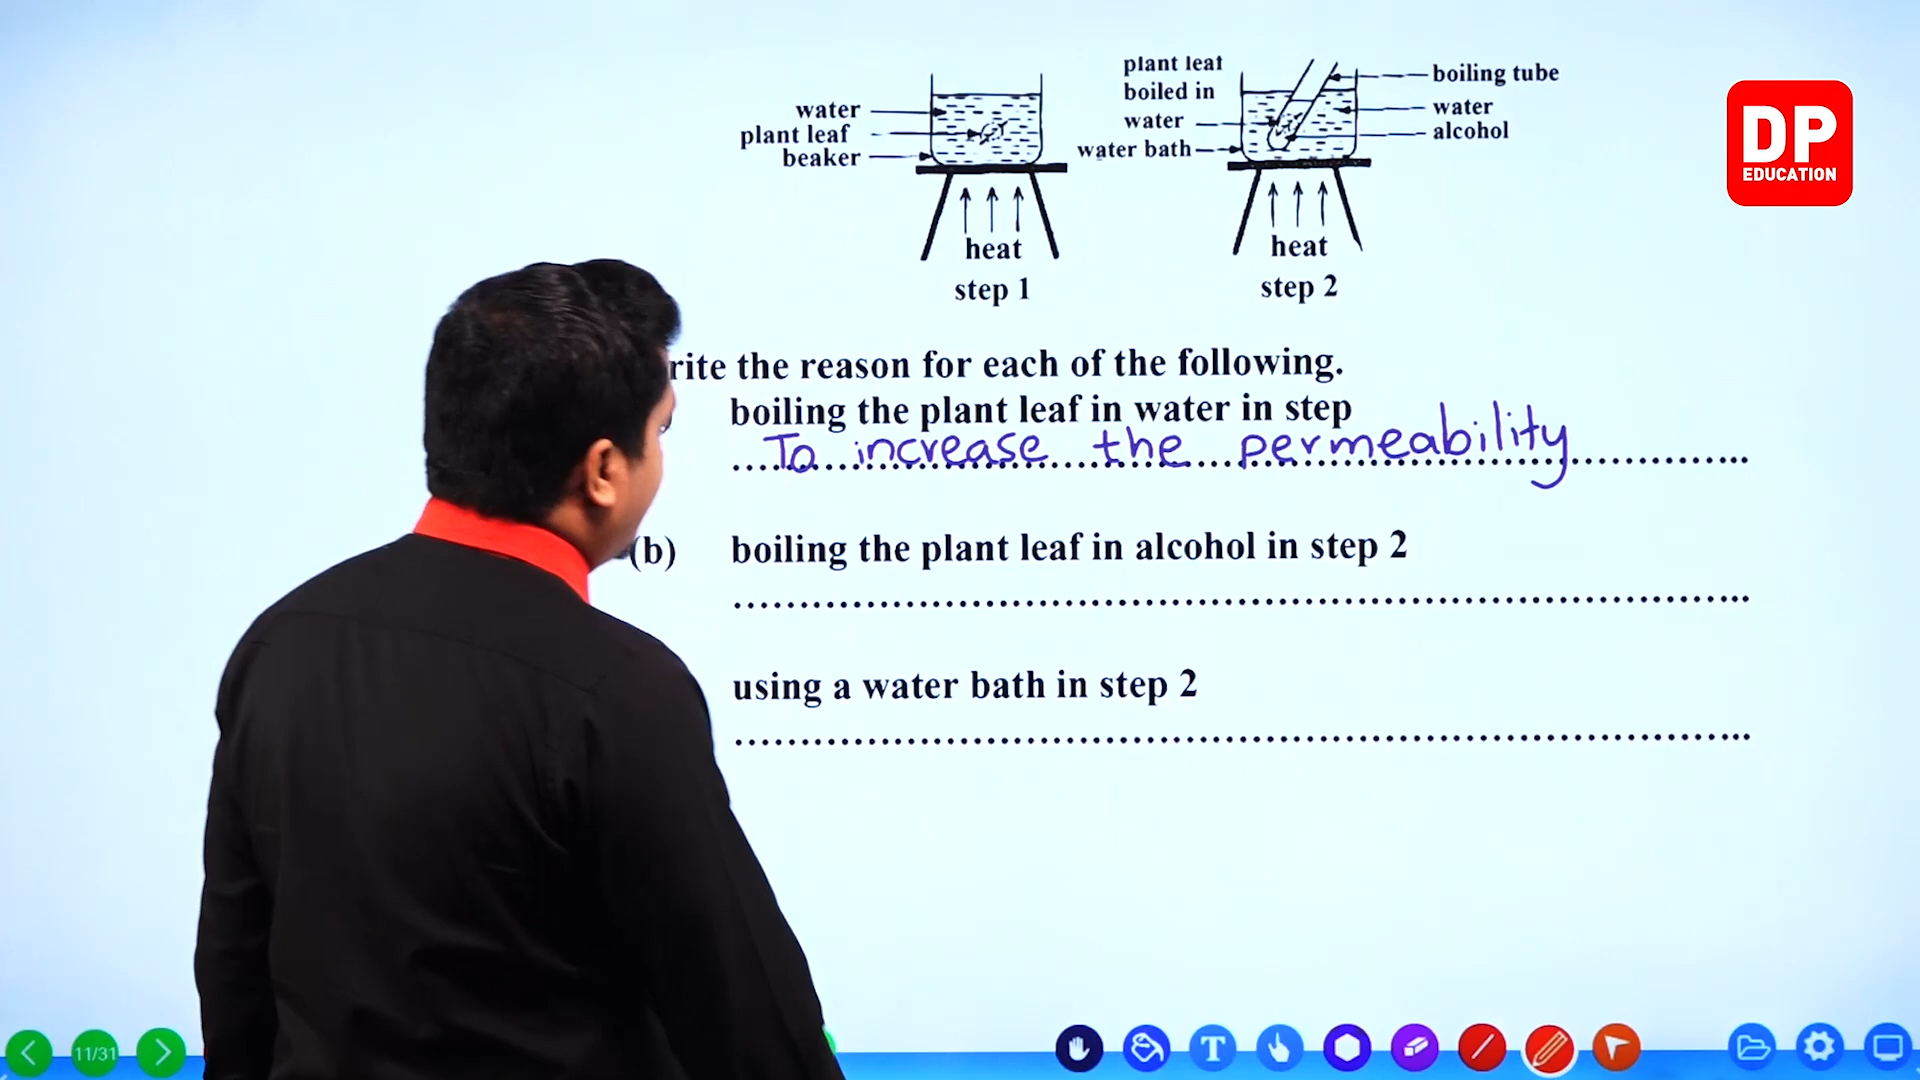 plant leaf
boiled in
water
water bath
boiling tube
water
alcohol
water
plant leaf
beaker
heat
step 1
heat
step 2
DP
EDUCATION
rite the reason for each of the following.
boiling the plant leaf in water in step
To increase the permeability
(b) boiling the plant leaf in alcohol in step 2
using a water bath in step 2
11/31
T